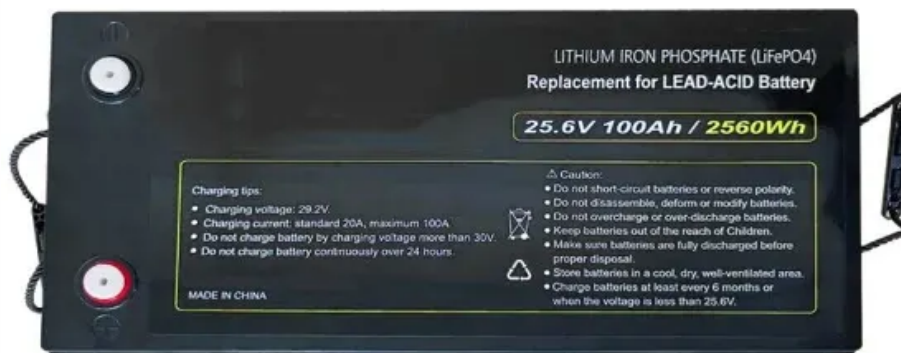 LITHIUM IRON PHOSPHATE (LiFePO4)
Replacement for LEAD-ACID Battery
25.6V 100Ah / 2560Wh
Charging tips:
• Charging voltage: 29.2V.
• Charging current: standard 20A, maximum 100A
• Do not charge battery by charging voltage more than 30V.
• Do not charge battery continuously over 24 hours.
MADE IN CHINA
⚠ Caution:
• Do not short-circuit batteries or reverse polarity.
• Do not disassemble, deform or modify batteries.
• Do not overcharge or over-discharge batteries.
• Keep batteries out of the reach of Children.
• Make sure batteries are fully discharged before
proper disposal.
• Store batteries in a cool, dry, well-ventilated area.
• Charge batteries at least every 6 months or
when the voltage is less than 25.6V.